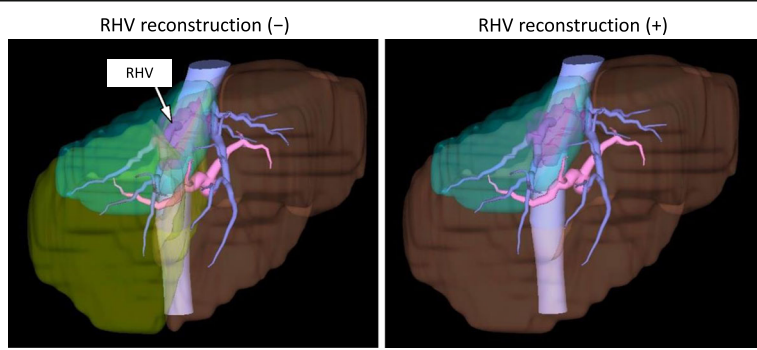 RHV reconstruction (−)
RHV reconstruction (+)
RHV